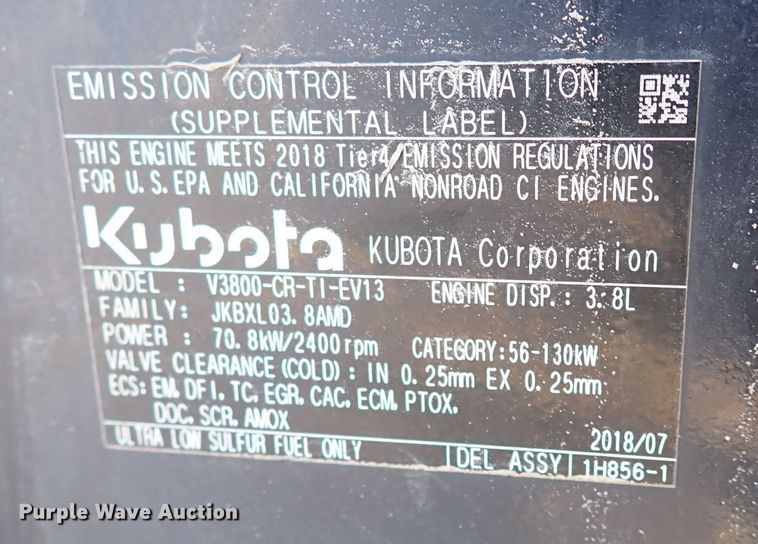 EMISSION CONTROL INFORMATION
(SUPPLEMENTAL LABEL)
THIS ENGINE MEETS 2018 Tier4 EMISSION REGULATIONS
FOR U.S. EPA AND CALIFORNIA NONROAD CI ENGINES.
Kubota KUBOTA Corporation
MODEL : V3800-CR-TI-EV13 ENGINE DISP.: 3.8L
FAMILY: JKBXL03.8AMD
POWER : 70.8kW/2400rpm CATEGORY:56-130kW
VALVE CLEARANCE(COLD) : IN 0.25mm EX 0.25mm
ECS: EM, DFI, TC, EGR, CAC, ECM, PTOX,
DOC, SCR, AMOX
2018/07
ULTRA LOW SULFUR FUEL ONLY DEL ASSY 1H856-1
Purple Wave Auction